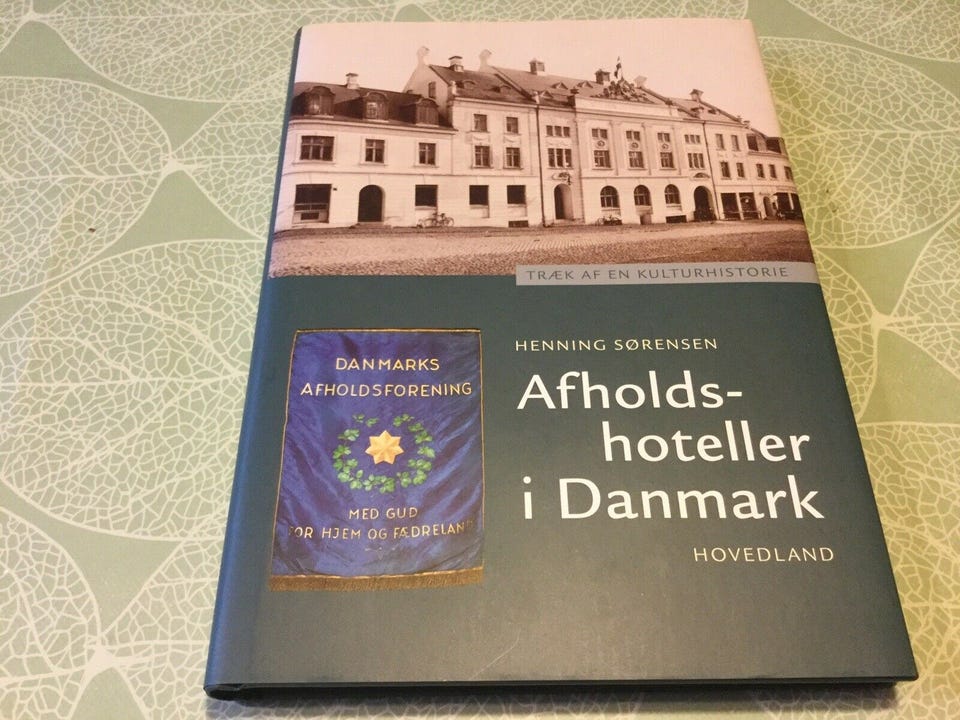 TRÆK AF EN KULTURHISTORIE
HENNING SØRENSEN
Afholds-
hoteller
i Danmark
HOVEDLAND
DANMARKS
AFHOLDSFORENING
MED GUD
FOR HJEM OG FÆDRELAND